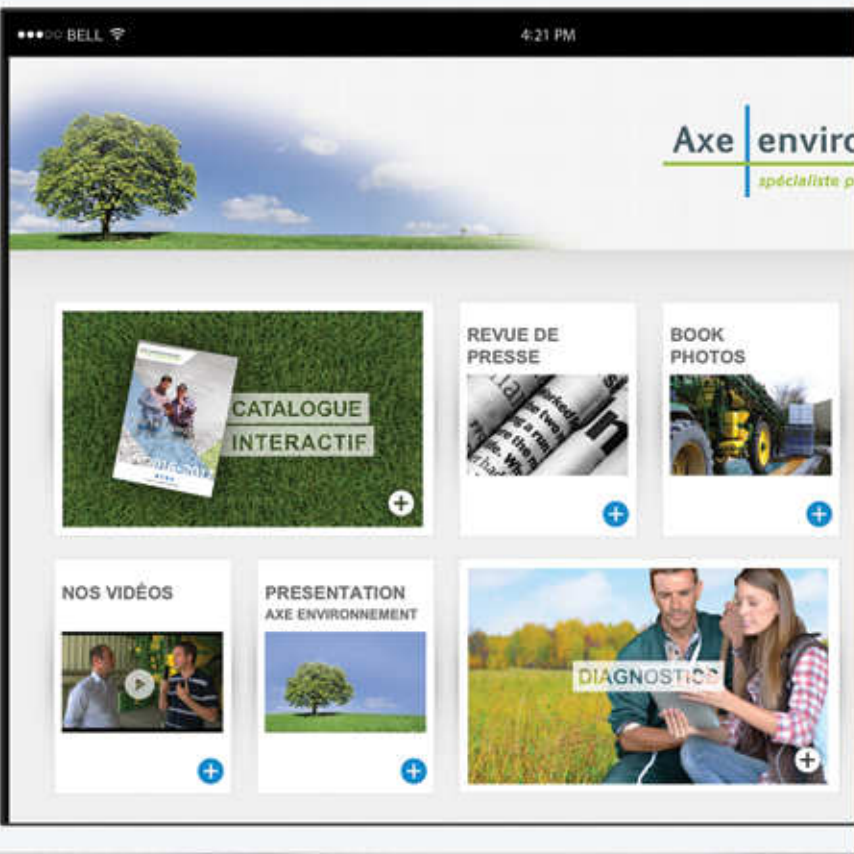 BELL
4:21 PM
Axe enviro
spécialiste p
CATALOGUE
INTERACTIF
REVUE DE
PRESSE
BOOK
PHOTOS
NOS VIDÉOS
PRESENTATION
AXE ENVIRONNEMENT
DIAGNOSTICS